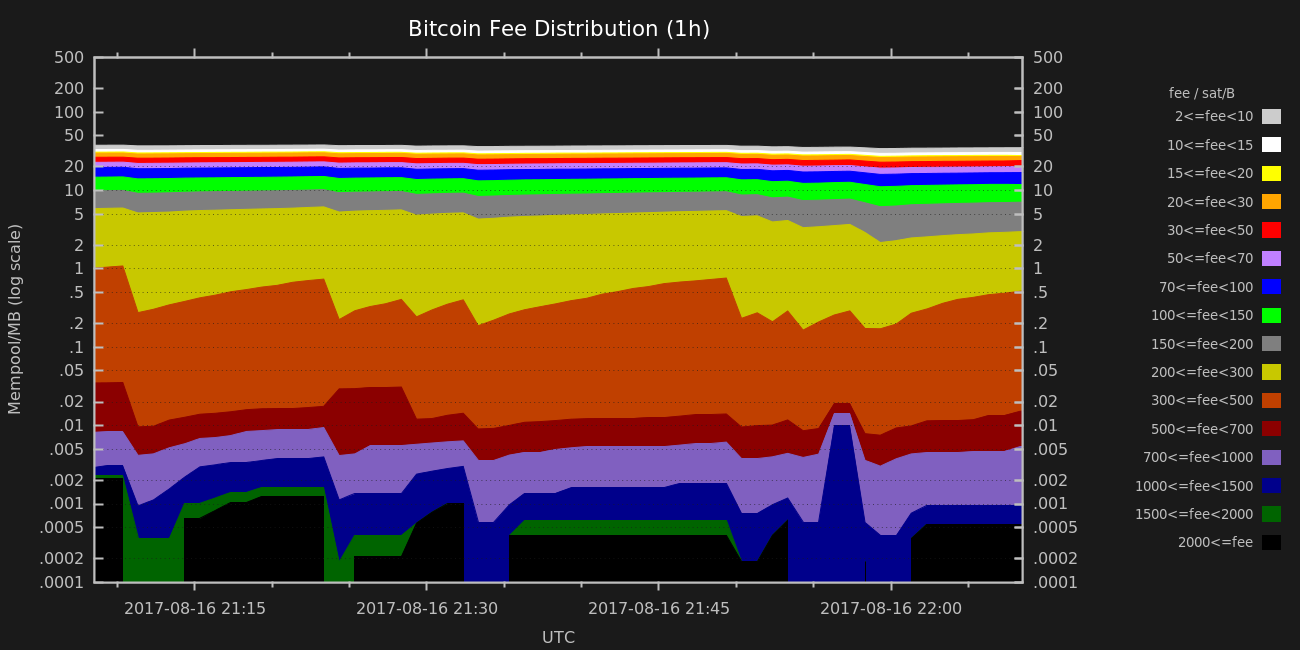 Bitcoin Fee Distribution (1h)
500 500
200 200
100 100
50 50
20 20
10 10
5 5
2 2
1 1
.5 .5
.2 .2
.1 .1
.05 .05
.02 .02
.01 .01
.005 .005
.002 .002
.001 .001
.0005 .0005
.0002 .0002
.0001 .0001
Mempool/MB (log scale)
2017-08-16 21:15 2017-08-16 21:30 2017-08-16 21:45 2017-08-16 22:00
UTC
fee / sat/B
2<=fee<10
10<=fee<15
15<=fee<20
20<=fee<30
30<=fee<50
50<=fee<70
70<=fee<100
100<=fee<150
150<=fee<200
200<=fee<300
300<=fee<500
500<=fee<700
700<=fee<1000
1000<=fee<1500
1500<=fee<2000
2000<=fee